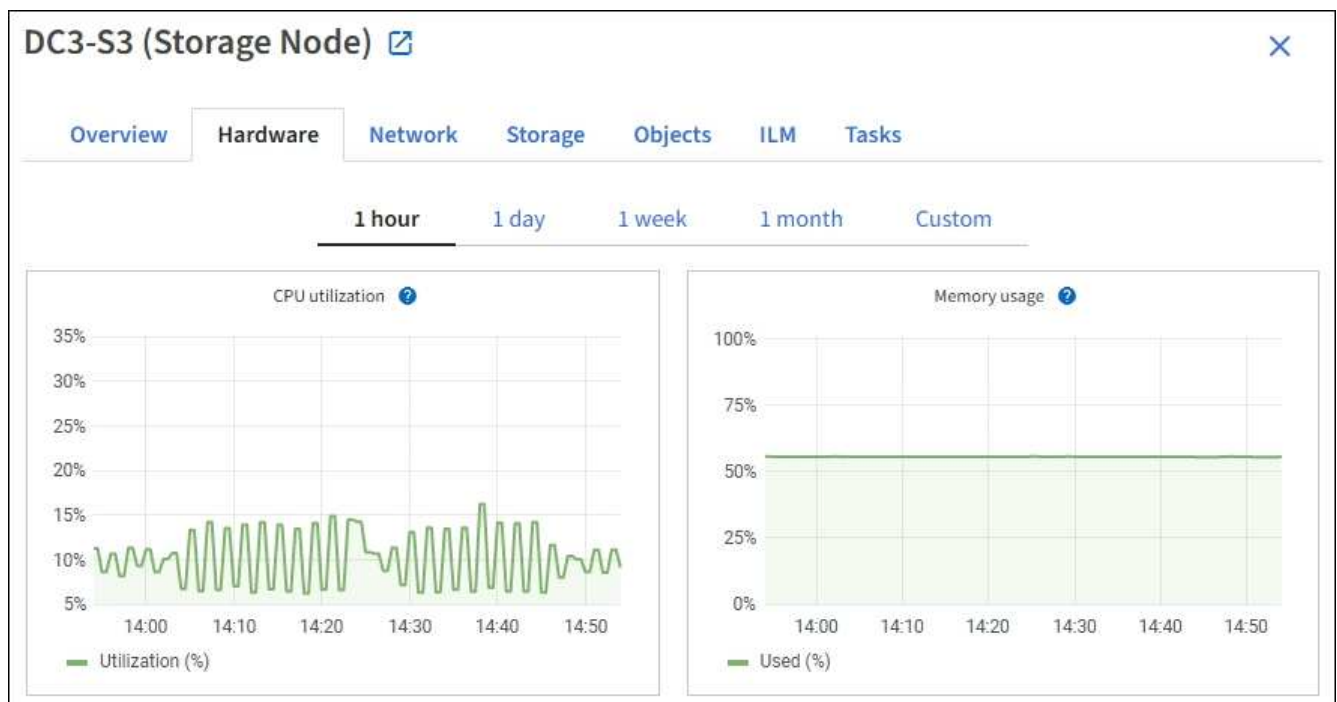 DC3-S3 (Storage Node)
Overview Hardware Network Storage Objects ILM Tasks
1 hour 1 day 1 week 1 month Custom
CPU utilization ?
35%
30%
25%
20%
15%
10%
5%
14:00 14:10 14:20 14:30 14:40 14:50
Utilization (%)
Memory usage ?
100%
75%
50%
25%
0%
14:00 14:10 14:20 14:30 14:40 14:50
Used (%)